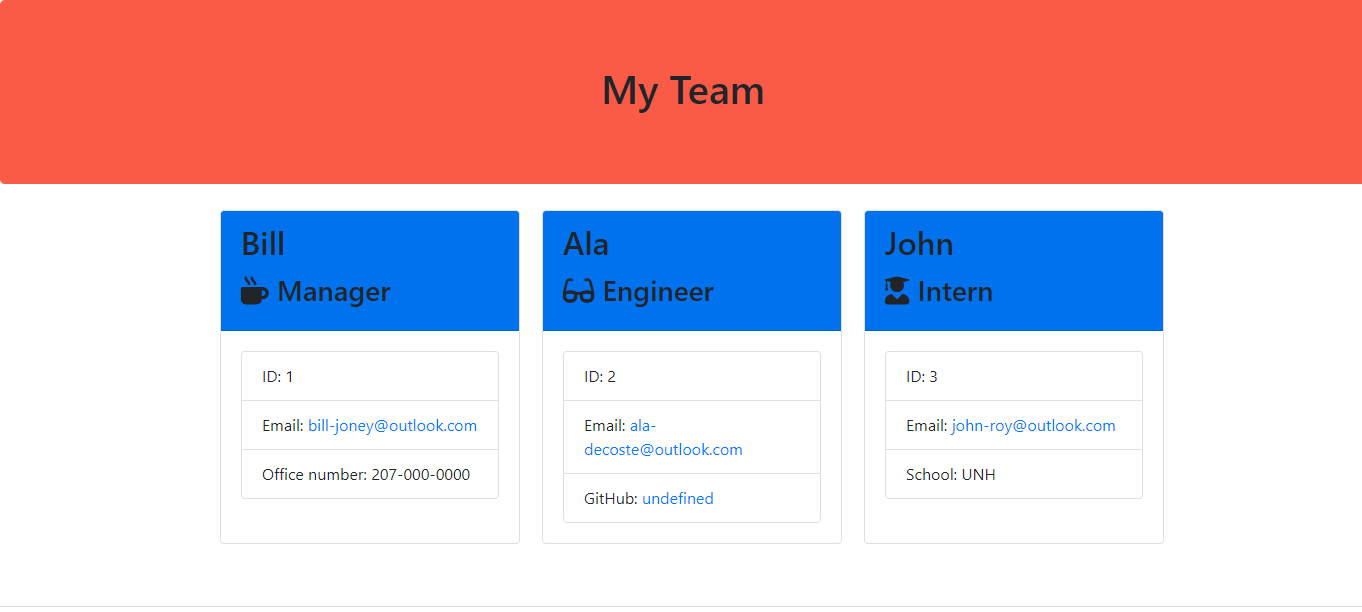 My Team
Bill
Manager
ID: 1
Email: bill-joney@outlook.com
Office number: 207-000-0000
Ala
Engineer
ID: 2
Email: ala-
decoste@outlook.com
GitHub: undefined
John
Intern
ID: 3
Email: john-roy@outlook.com
School: UNH